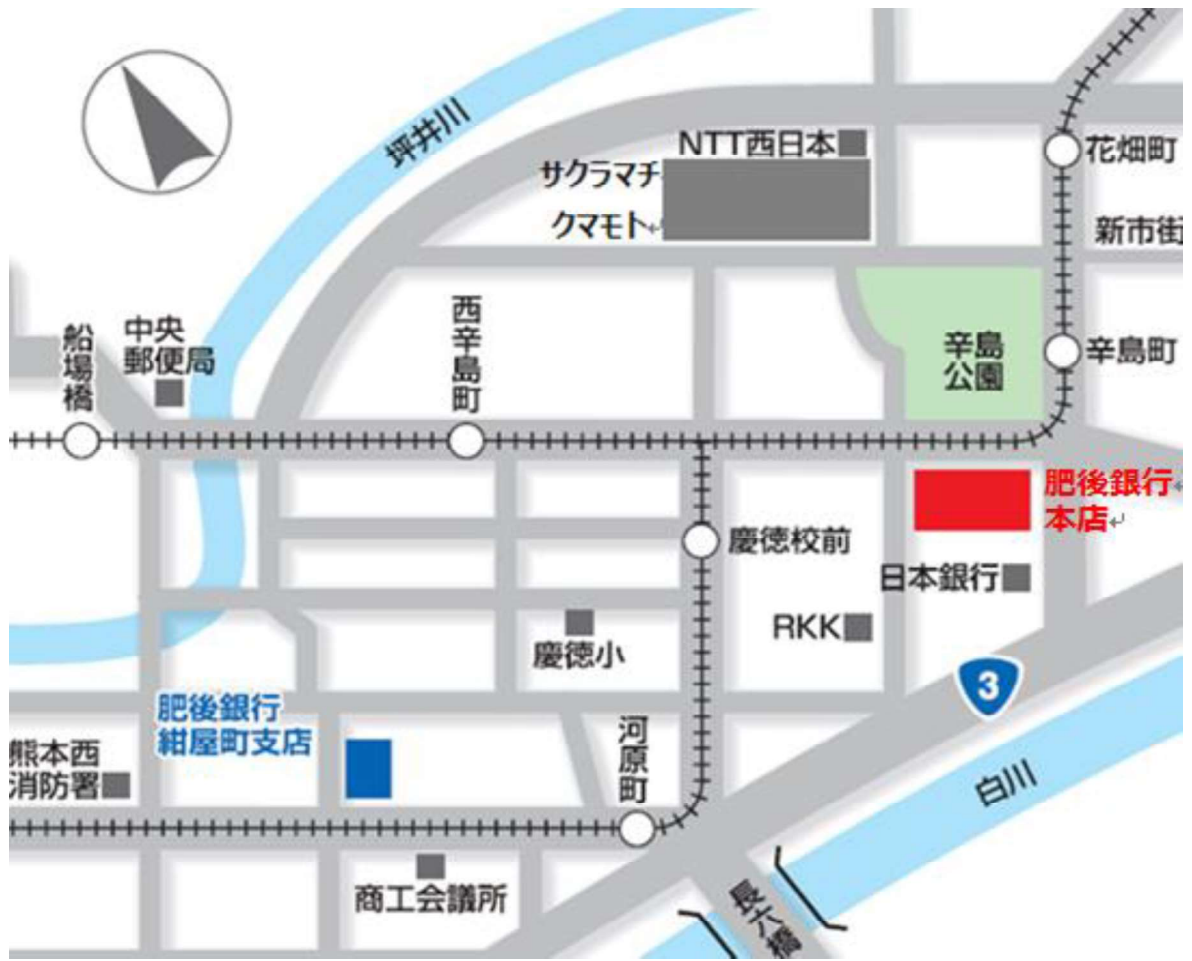 坪井川
NTT西日本
サクラマチ
クマモト
花畑町
新市街
船場橋
中央
郵便局
西辛島町
辛島
公園
辛島町
肥後銀行
本店
慶徳校前
日本銀行
RKK
慶徳小
3
肥後銀行
紺屋町支店
熊本西
消防署
河原町
白川
商工会議所
長六橋